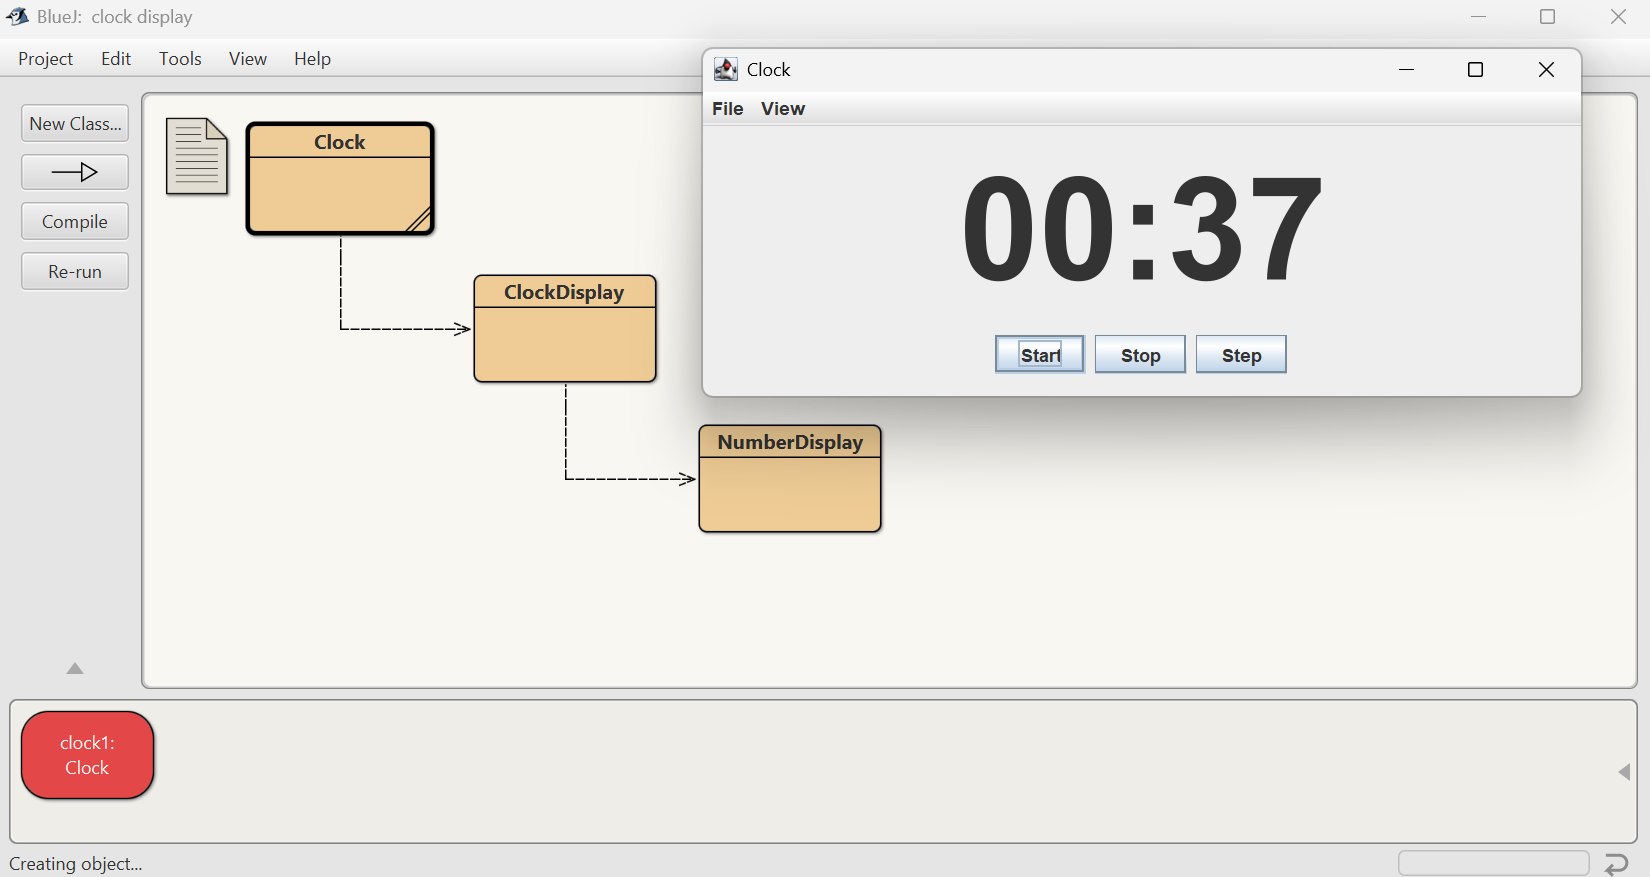 BlueJ: clock display
Project Edit Tools View Help
New Class...
Compile
Re-run
Clock
ClockDisplay
NumberDisplay
Clock
File View
00:37
Start Stop Step
clock1:
Clock
Creating object...